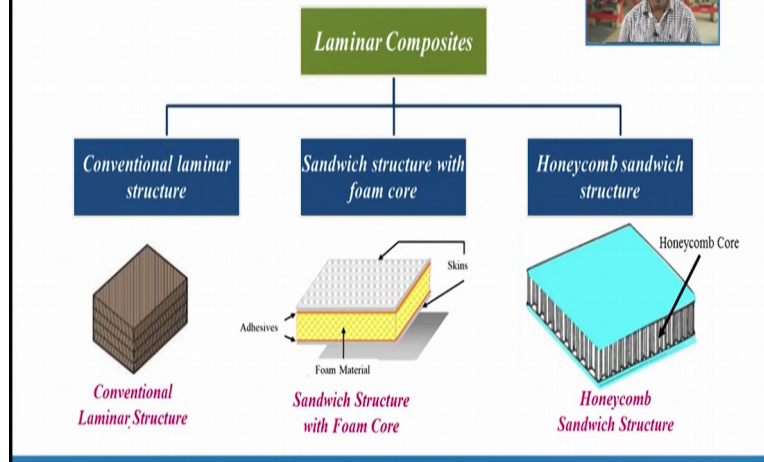 Laminar Composites
Conventional laminar
structure
Sandwich structure with
foam core
Honeycomb sandwich
structure
Honeycomb Core
Skins
Adhesives
Foam Material
Conventional
Laminar Structure
Sandwich Structure
with Foam Core
Honeycomb
Sandwich Structure